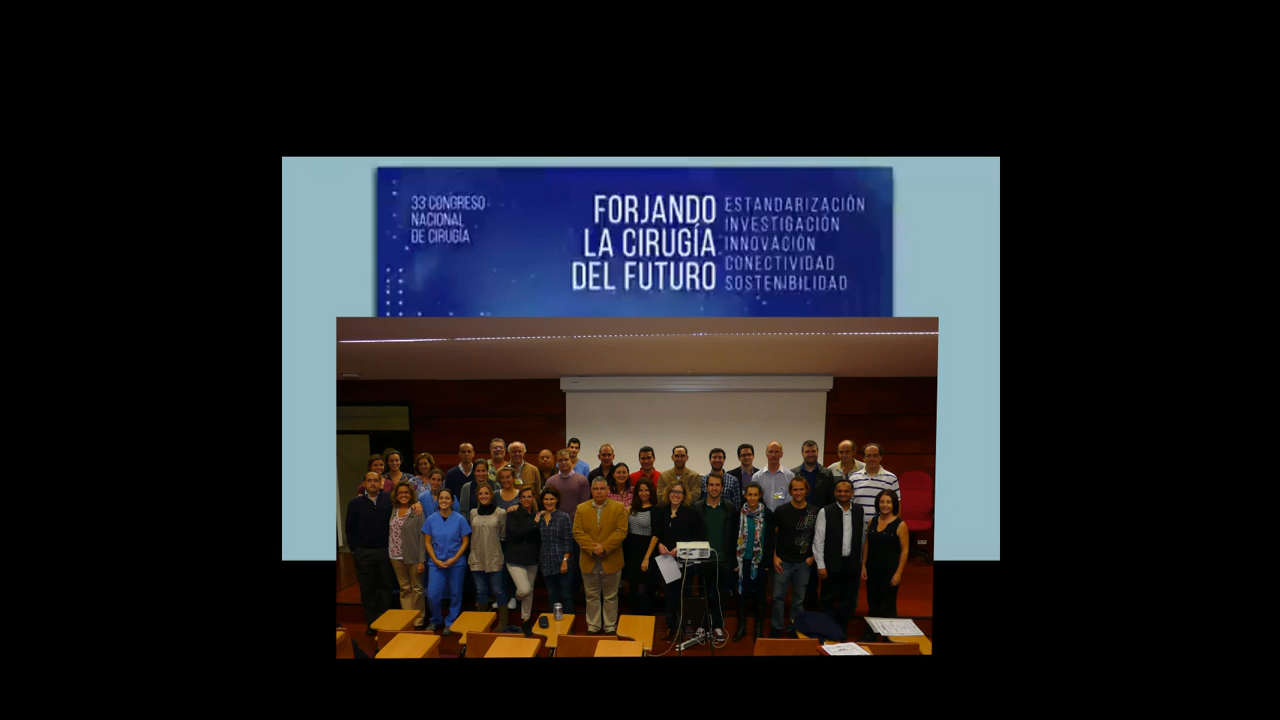 33 CONGRESO
NACIONAL
DE CIRUGÍA
FORJANDO
LA CIRUGÍA
DEL FUTURO
ESTANDARIZACIÓN
INVESTIGACIÓN
INNOVACIÓN
CONECTIVIDAD
SOSTENIBILIDAD